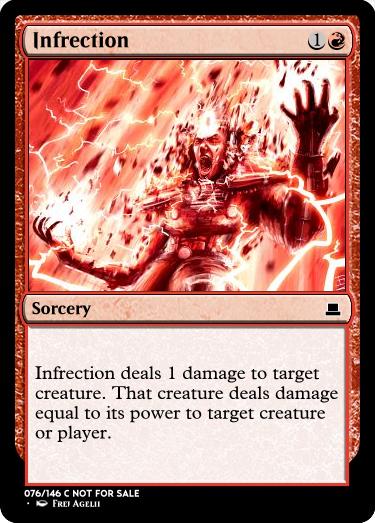 Infrection 1
Sorcery
Infrection deals 1 damage to target
creature. That creature deals damage
equal to its power to target creature
or player.
076/146 C NOT FOR SALE
· Frej Agelii